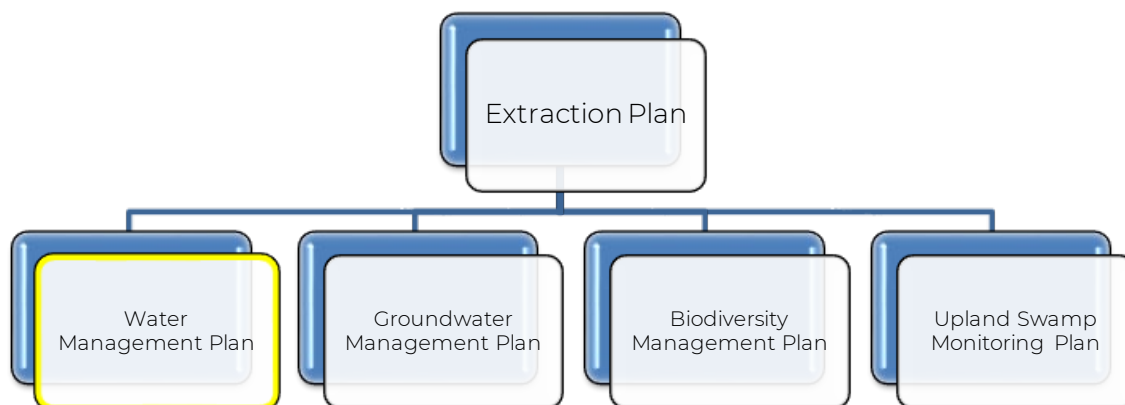 Extraction Plan
Water
Management Plan
Groundwater
Management Plan
Biodiversity
Management Plan
Upland Swamp
Monitoring Plan